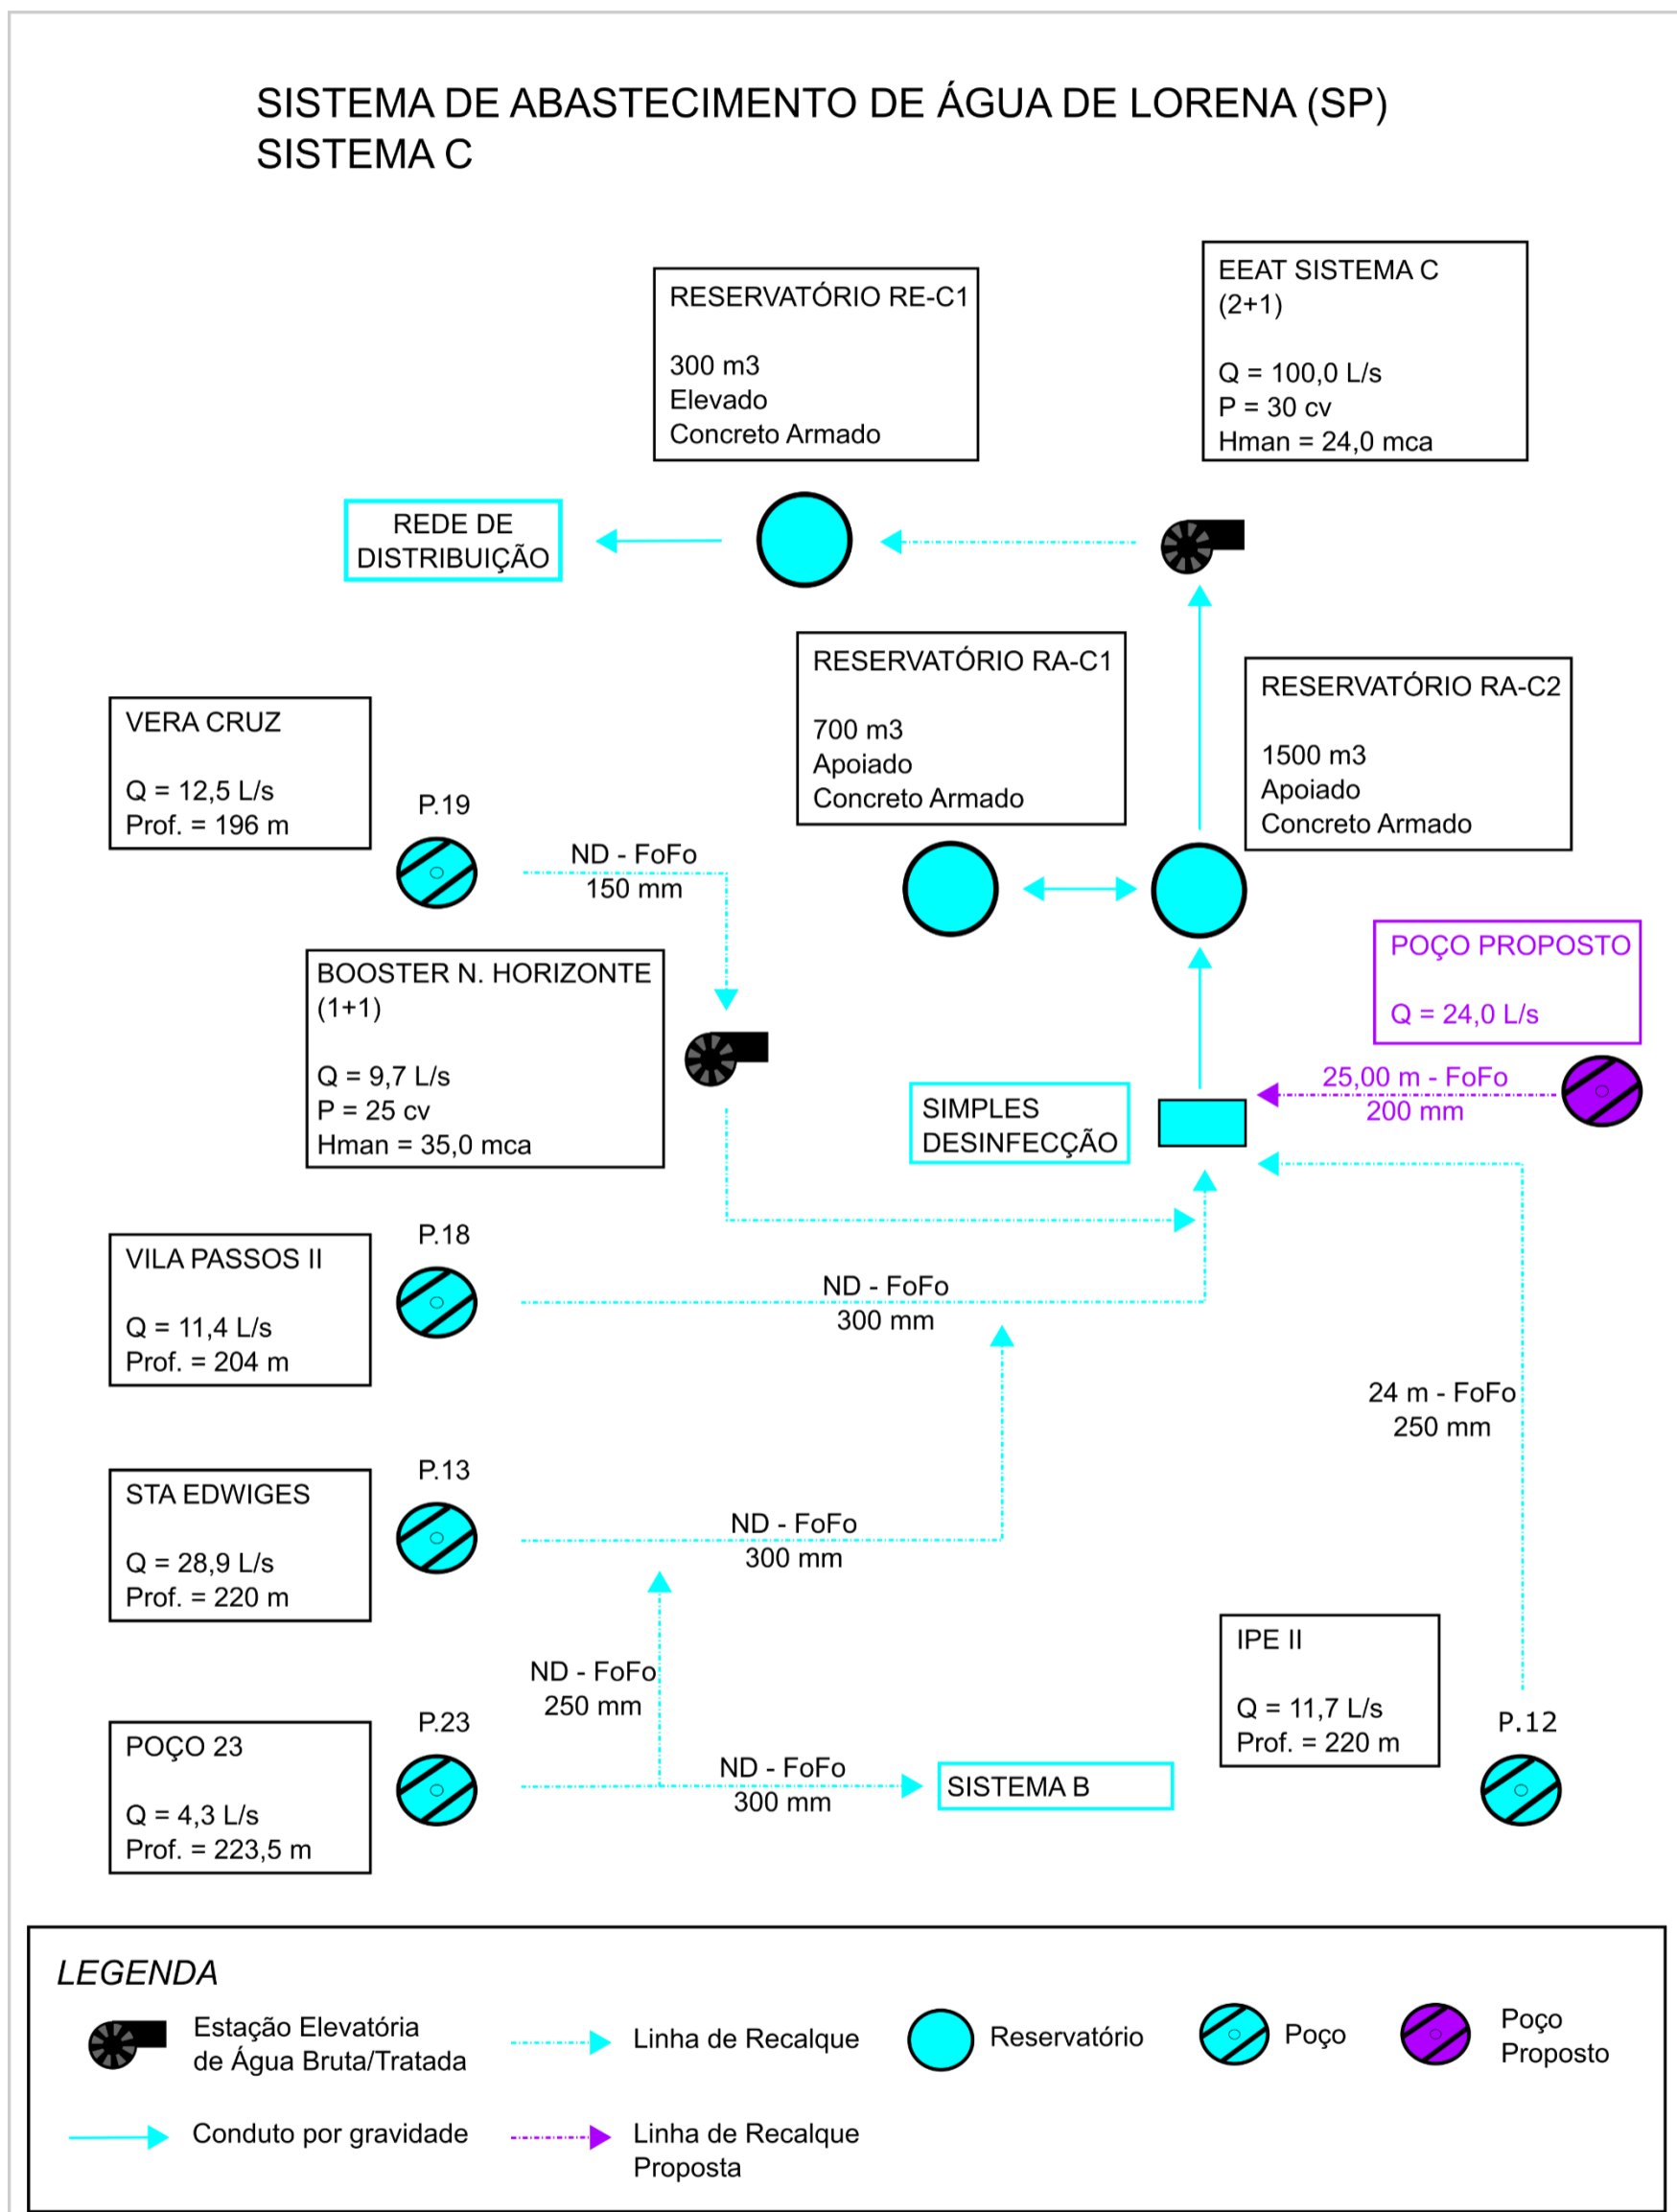 SISTEMA DE ABASTECIMENTO DE ÁGUA DE LORENA (SP)
SISTEMA C
RESERVATÓRIO RE-C1
300 m3
Elevado
Concreto Armado
EEAT SISTEMA C
(2+1)
Q = 100,0 L/s
P = 30 cv
Hman = 24,0 mca
REDE DE
DISTRIBUIÇÃO
RESERVATÓRIO RA-C1
700 m3
Apoiado
Concreto Armado
RESERVATÓRIO RA-C2
1500 m3
Apoiado
Concreto Armado
VERA CRUZ
Q = 12,5 L/s
Prof. = 196 m
P.19
ND - FoFo
150 mm
BOOSTER N. HORIZONTE
(1+1)
Q = 9,7 L/s
P = 25 cv
Hman = 35,0 mca
POÇO PROPOSTO
Q = 24,0 L/s
25,00 m - FoFo
200 mm
SIMPLES
DESINFECÇÃO
VILA PASSOS II
Q = 11,4 L/s
Prof. = 204 m
P.18
ND - FoFo
300 mm
24 m - FoFo
250 mm
STA EDWIGES
Q = 28,9 L/s
Prof. = 220 m
P.13
ND - FoFo
300 mm
ND - FoFo
250 mm
IPE II
Q = 11,7 L/s
Prof. = 220 m
P.12
POÇO 23
Q = 4,3 L/s
Prof. = 223,5 m
P.23
ND - FoFo
300 mm
SISTEMA B
LEGENDA
Estação Elevatória
de Água Bruta/Tratada
Linha de Recalque
Reservatório
Poço
Poço
Proposto
Conduto por gravidade
Linha de Recalque
Proposta